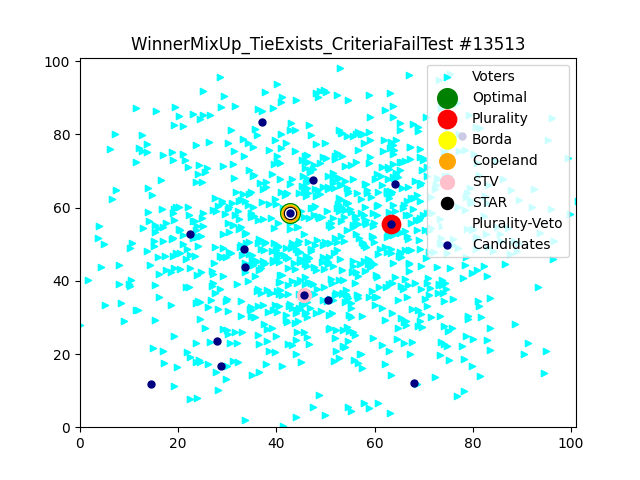 WinnerMixUp_TieExists_CriteriaFailTest #13513
100
80
60
40
20
0
0 20 40 60 80 100
Voters
Optimal
Plurality
Borda
Copeland
STV
STAR
Plurality-Veto
Candidates